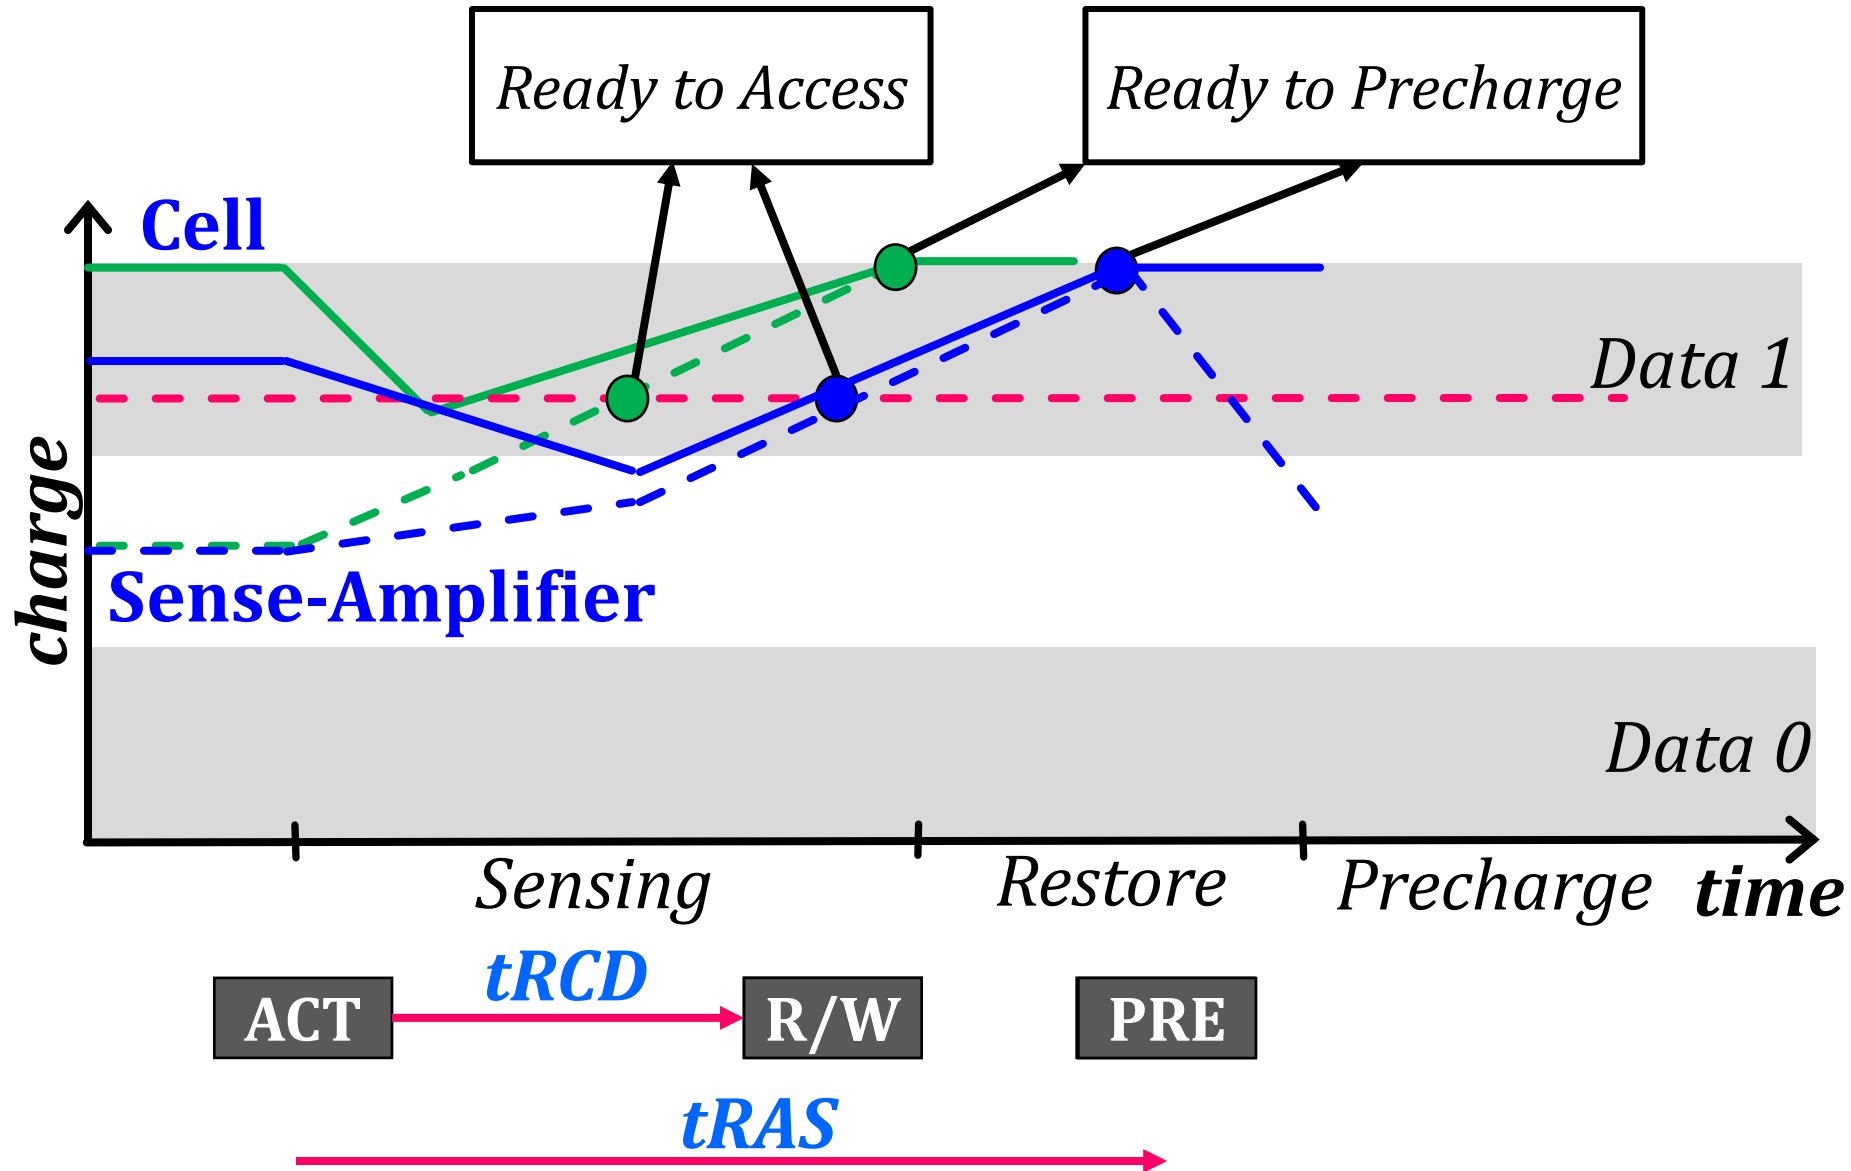 Ready to Access
Ready to Precharge
Cell
Data 1
charge
Sense-Amplifier
Data 0
Sensing
Restore
Precharge
time
tRCD
ACT
R/W
PRE
tRAS